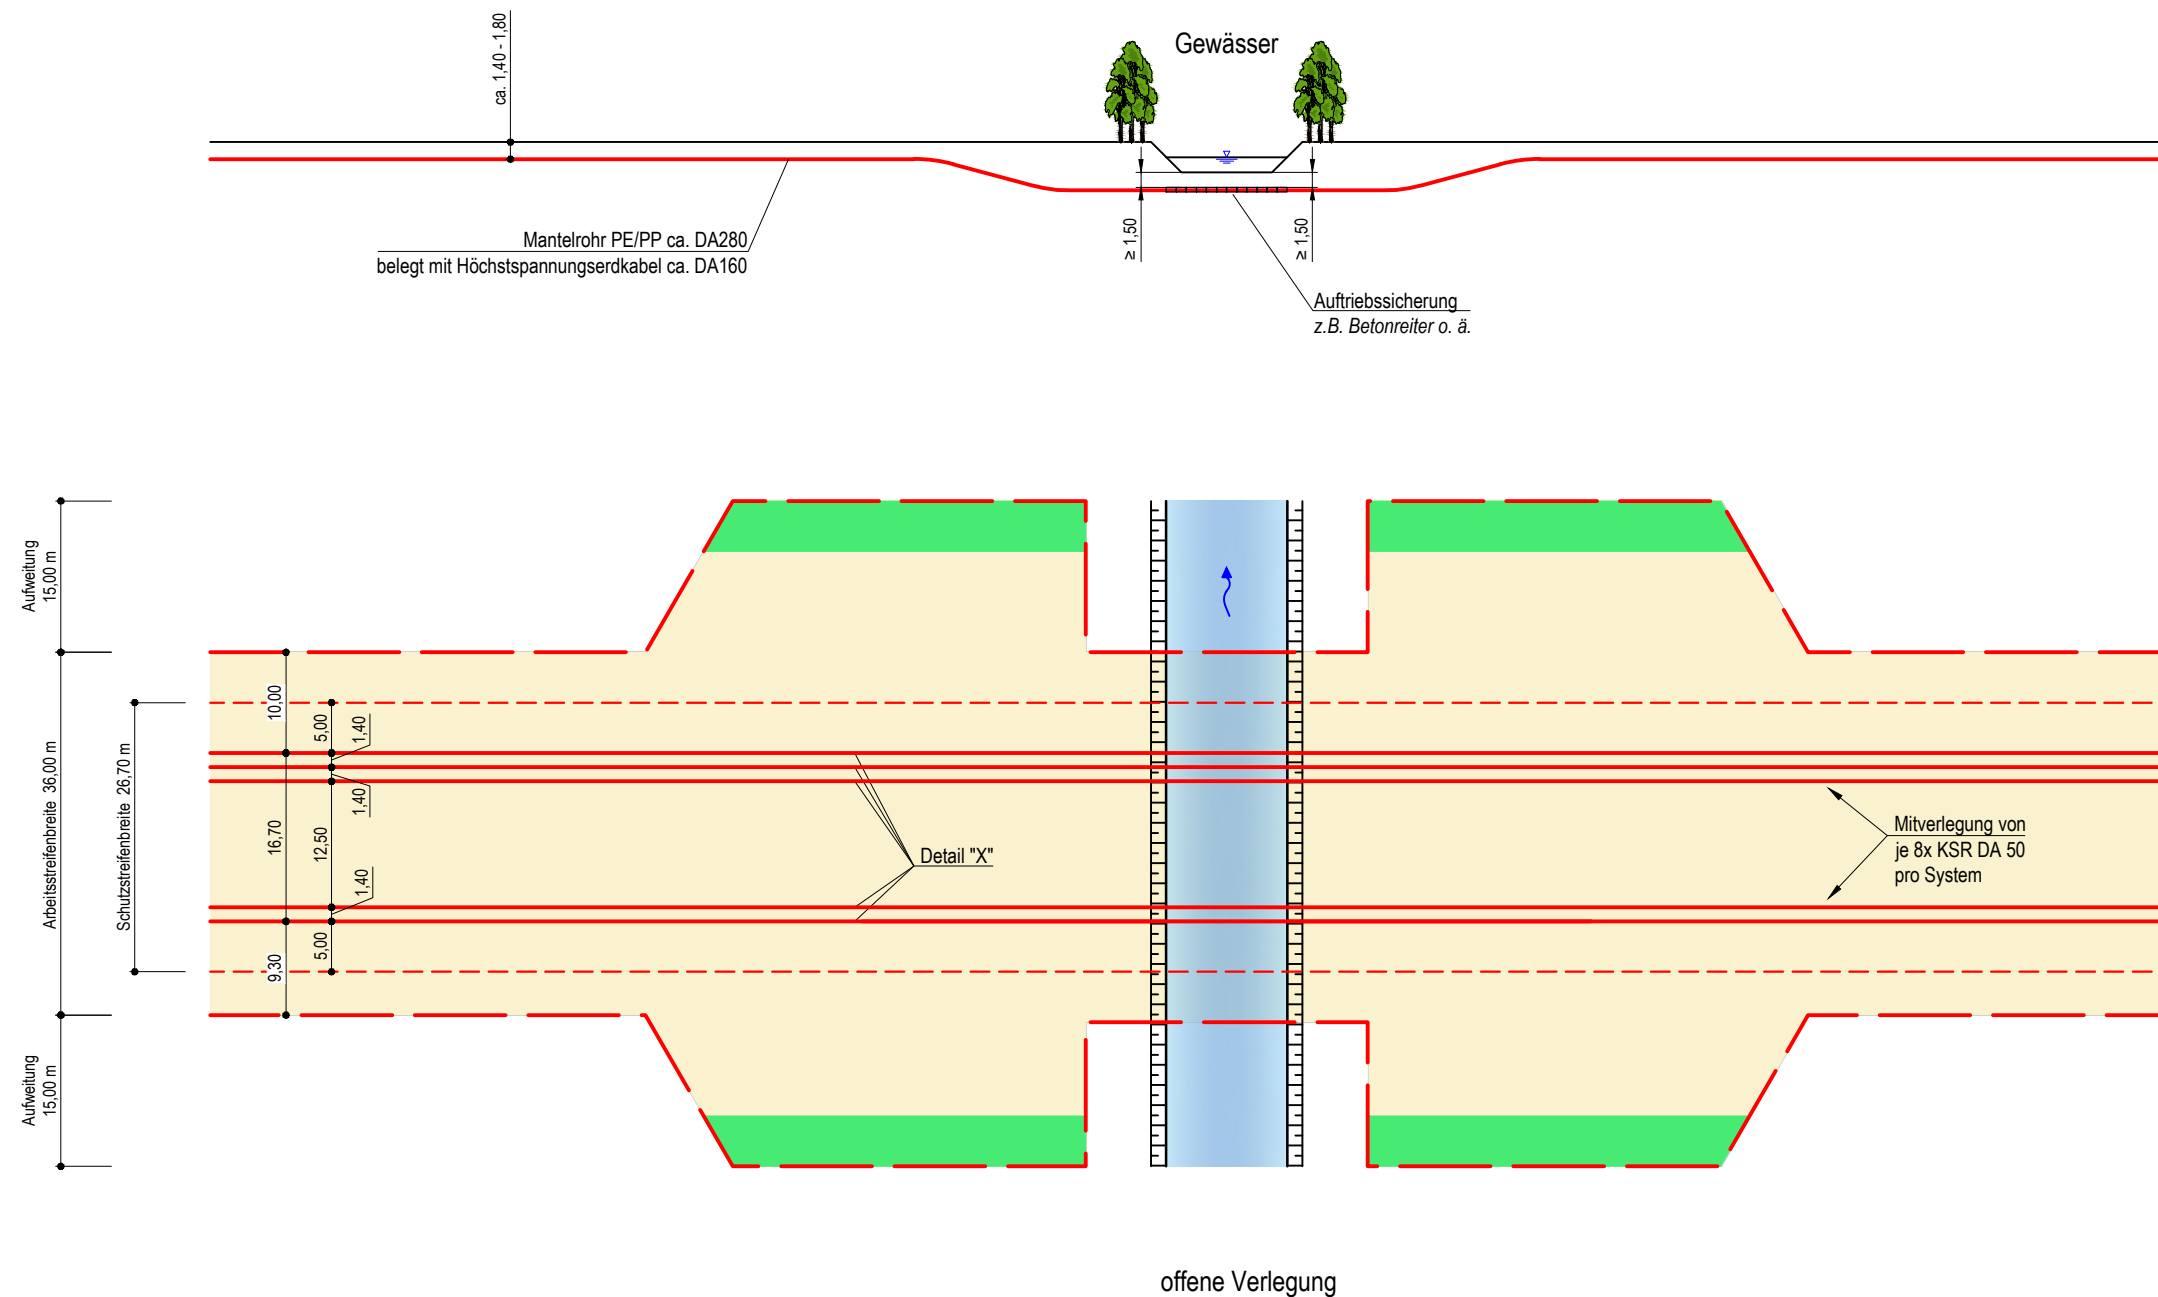 Gewässer
ca. 1,40 - 1,80
Mantelrohr PE/PP ca. DA280
belegt mit Höchstspannungserdkabel ca. DA160
≥ 1,50
≥ 1,50
Auftriebssicherung
z.B. Betonreiter o. ä.
Aufweitung
15,00 m
Arbeitsstreifenbreite 36,00 m
Schutzstreifenbreite 26,70 m
Aufweitung
15,00 m
10,00
16,70
9,30
5,00
1,40
1,40
12,50
1,40
5,00
Detail "X"
Mitverlegung von
je 8x KSR DA 50
pro System
offene Verlegung